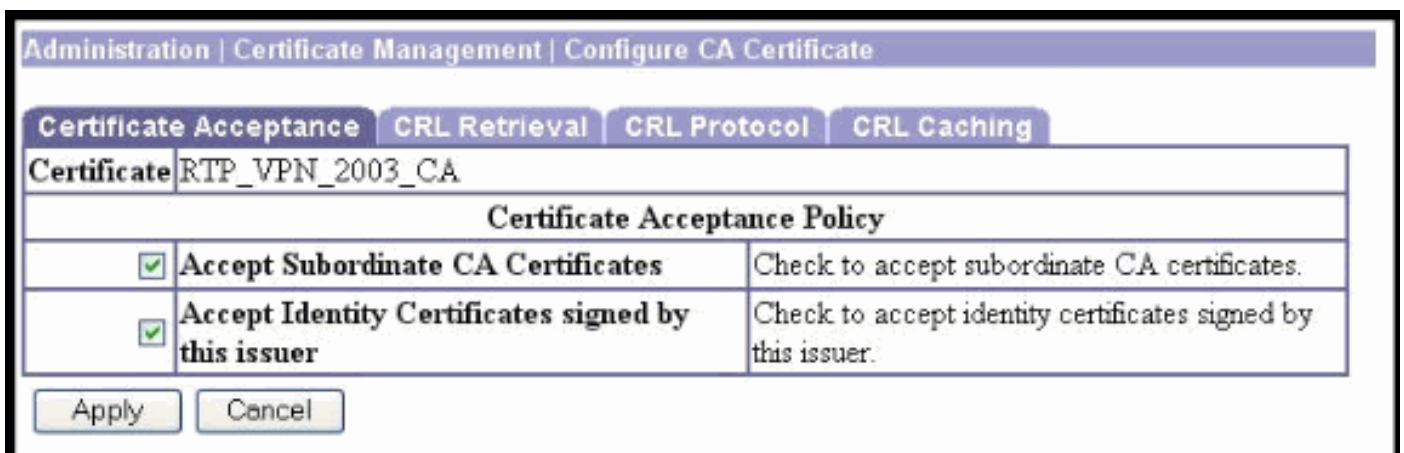 Administration | Certificate Management | Configure CA Certificate
Certificate Acceptance CRL Retrieval CRL Protocol CRL Caching
Certificate RTP_VPN_2003_CA
Certificate Acceptance Policy
Accept Subordinate CA Certificates Check to accept subordinate CA certificates.
Accept Identity Certificates signed by
this issuer
Check to accept identity certificates signed by
this issuer.
Apply Cancel